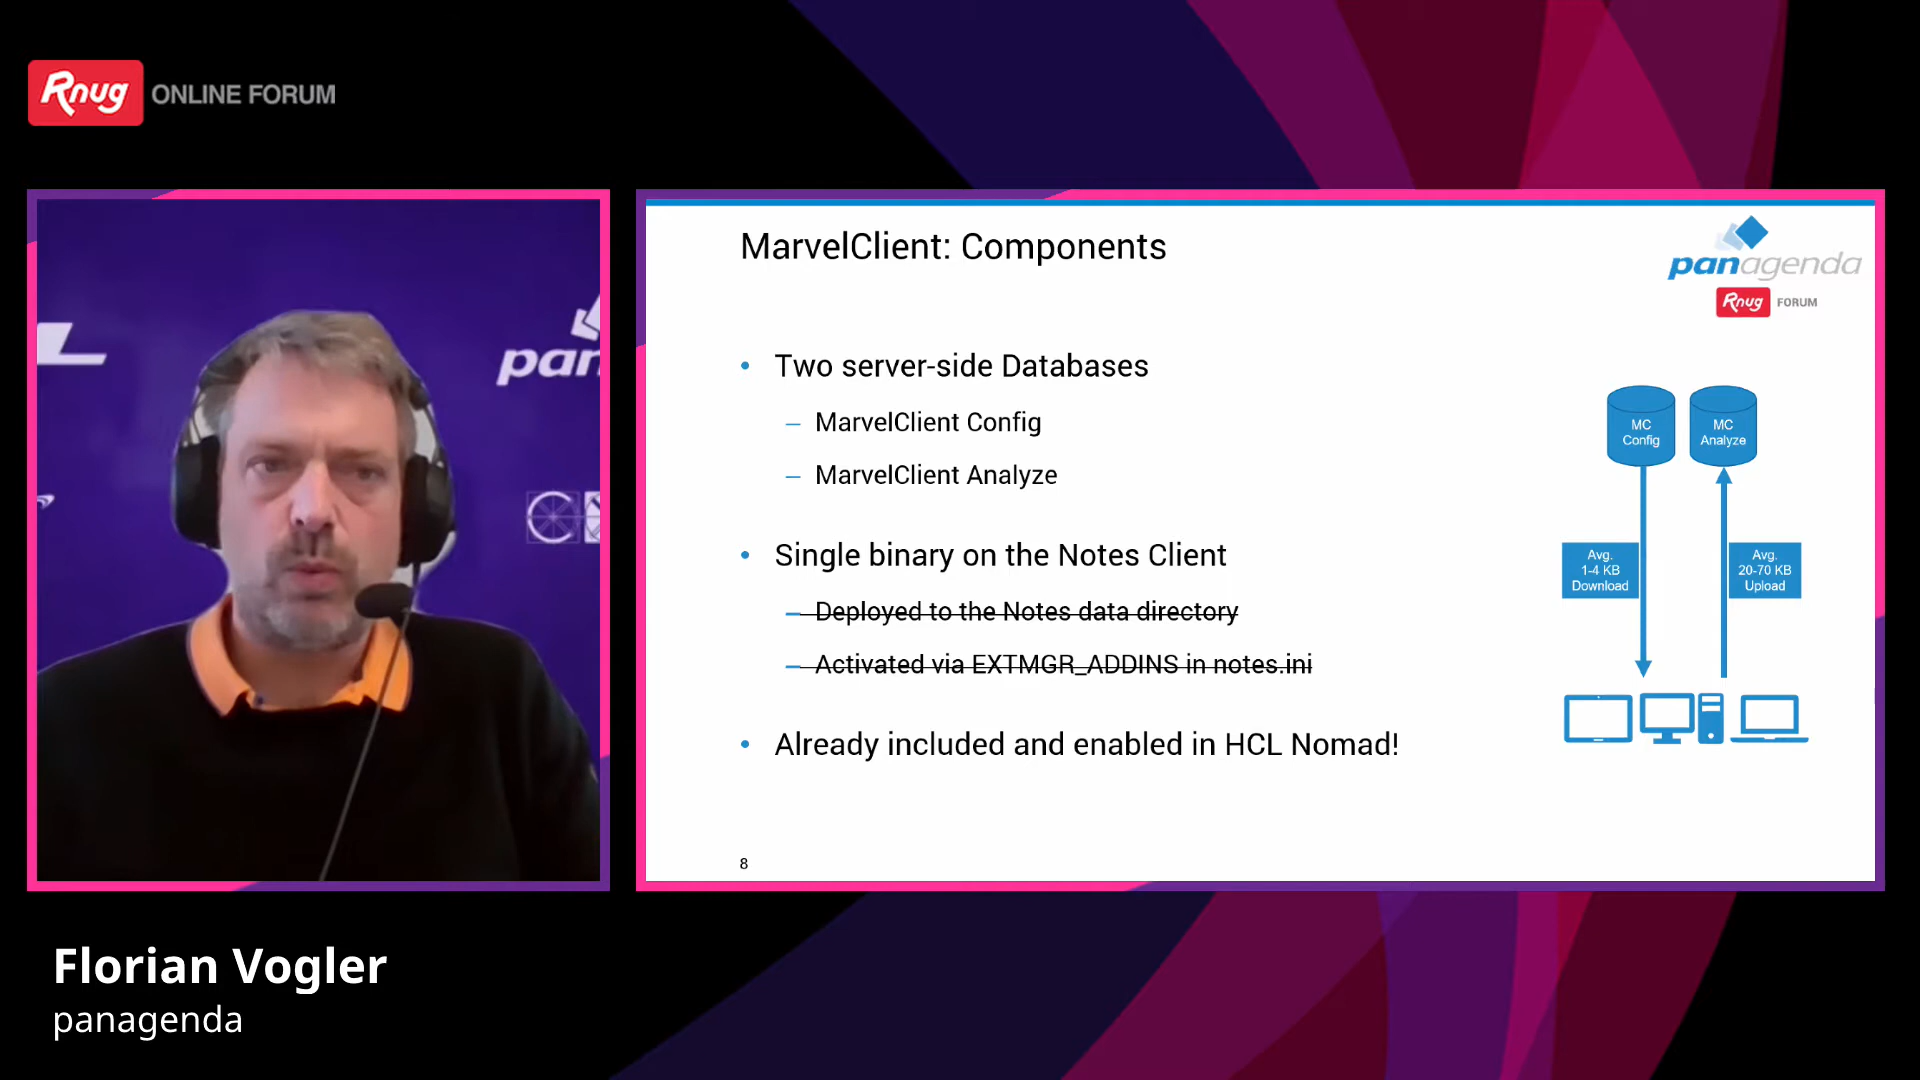 Rnug ONLINE FORUM
MarvelClient: Components
panagenda
Rnug FORUM
• Two server-side Databases
– MarvelClient Config
– MarvelClient Analyze
• Single binary on the Notes Client
– Deployed to the Notes data directory
– Activated via EXTMGR_ADDINS in notes.ini
• Already included and enabled in HCL Nomad!
MC
Config
MC
Analyze
Avg.
1-4 KB
Download
Avg.
20-70 KB
Upload
8
pan
Florian Vogler
panagenda